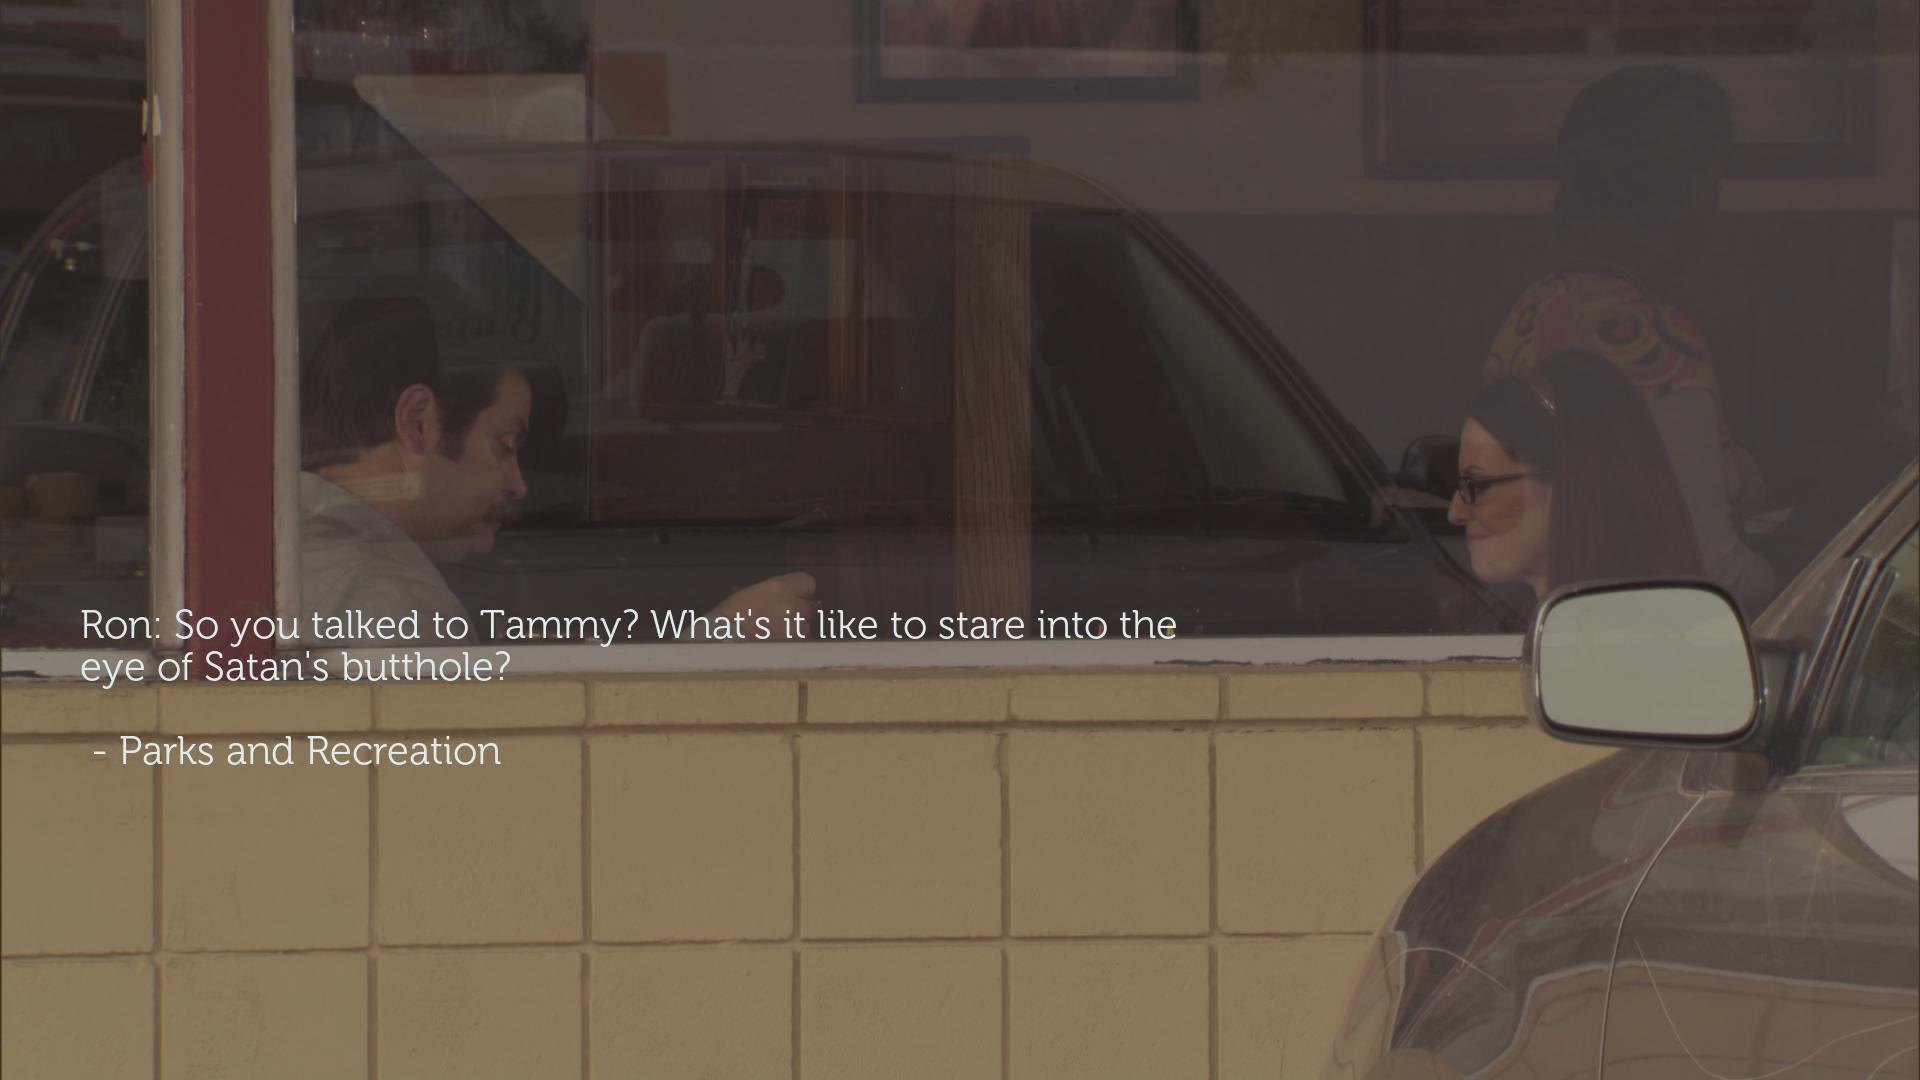 Ron: So you talked to Tammy? What's it like to stare into the
eye of Satan's butthole?
- Parks and Recreation